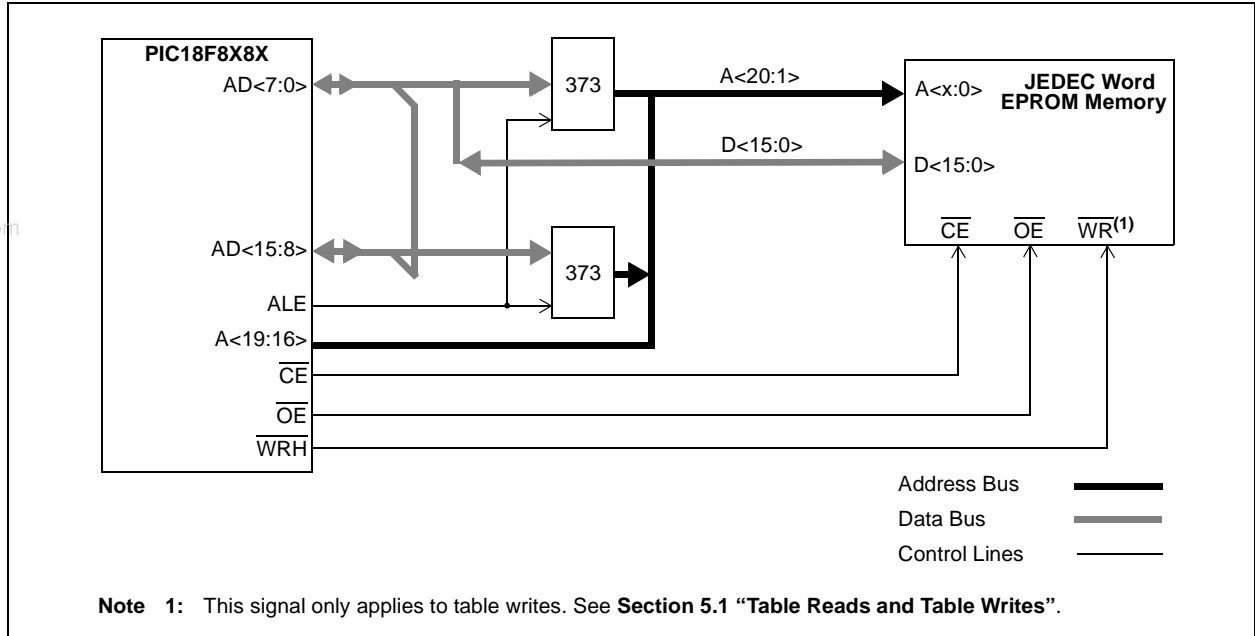 PIC18F8X8X
AD<7:0>
373
A<20:1>
A<x:0>
JEDEC Word
EPROM Memory
D<15:0>
D<15:0>
om
AD<15:8>
373
CE
OE
WR(1)
ALE
A<19:16>
CE
OE
WRH
Address Bus
Data Bus
Control Lines
Note 1: This signal only applies to table writes. See Section 5.1 “Table Reads and Table Writes”.